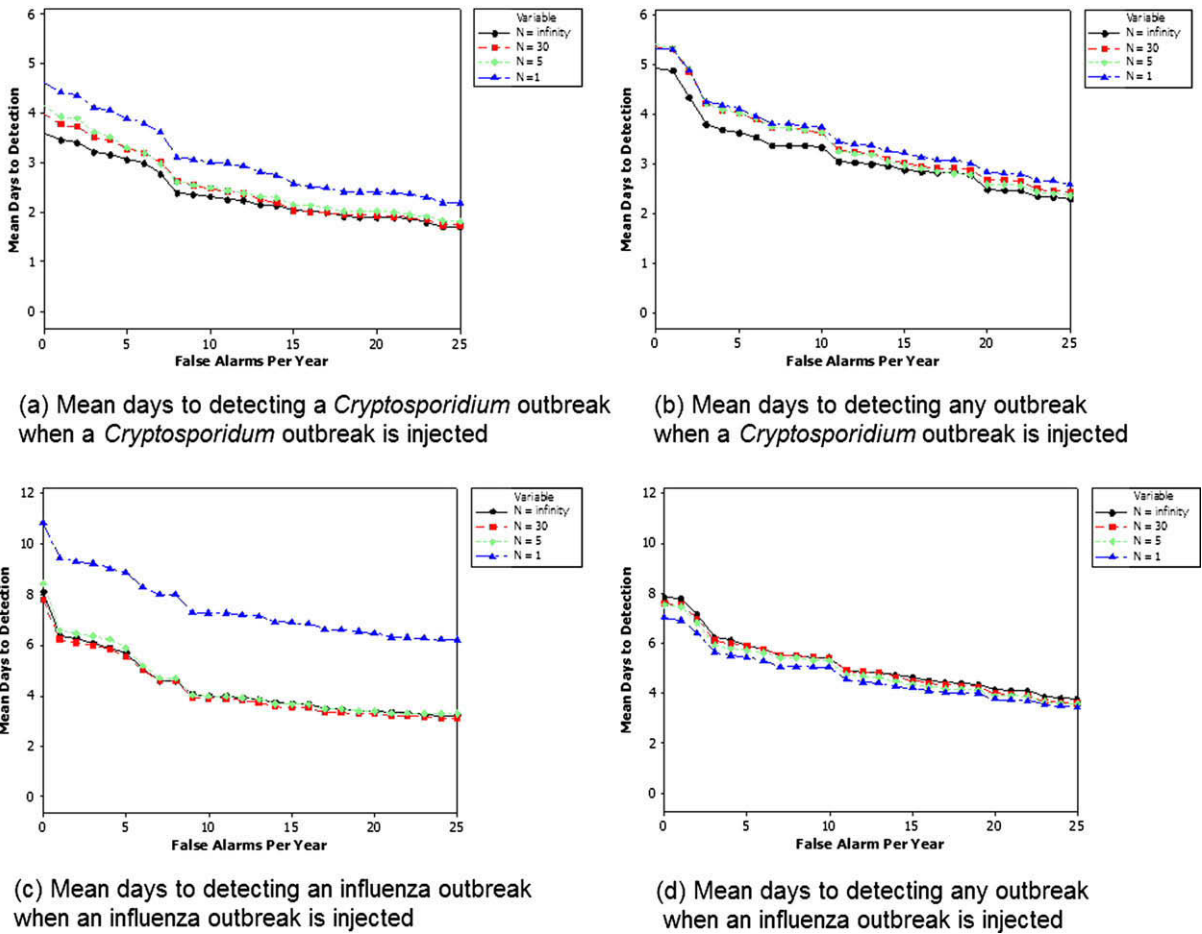 6
5
4
3
2
1
0
Mean Days to Detection
0 5 10 15 20 25
False Alarms Per Year
Variable
N = infinity
N = 30
N = 5
N =1
(a) Mean days to detecting a Cryptosporidium outbreak
when a Cryptosporidum outbreak is injected
6
5
4
3
2
1
0
Mean Days to Detection
0 5 10 15 20 25
False Alarms Per Year
Variable
N = infinity
N = 30
N = 5
N = 1
(b) Mean days to detecting any outbreak
when a Cryptosporidium outbreak is injected
12
10
8
6
4
2
0
Mean Days to Detection
0 5 10 15 20 25
False Alarms Per Year
Variable
N = infinity
N = 30
N = 5
N = 1
(c) Mean days to detecting an influenza outbreak
when an influenza outbreak is injected
12
10
8
6
4
2
0
Mean Days to Detection
0 5 10 15 20 25
False Alarms Per Year
Variable
N = infinity
N = 30
N = 5
N = 1
(d) Mean days to detecting any outbreak
when an influenza outbreak is injected